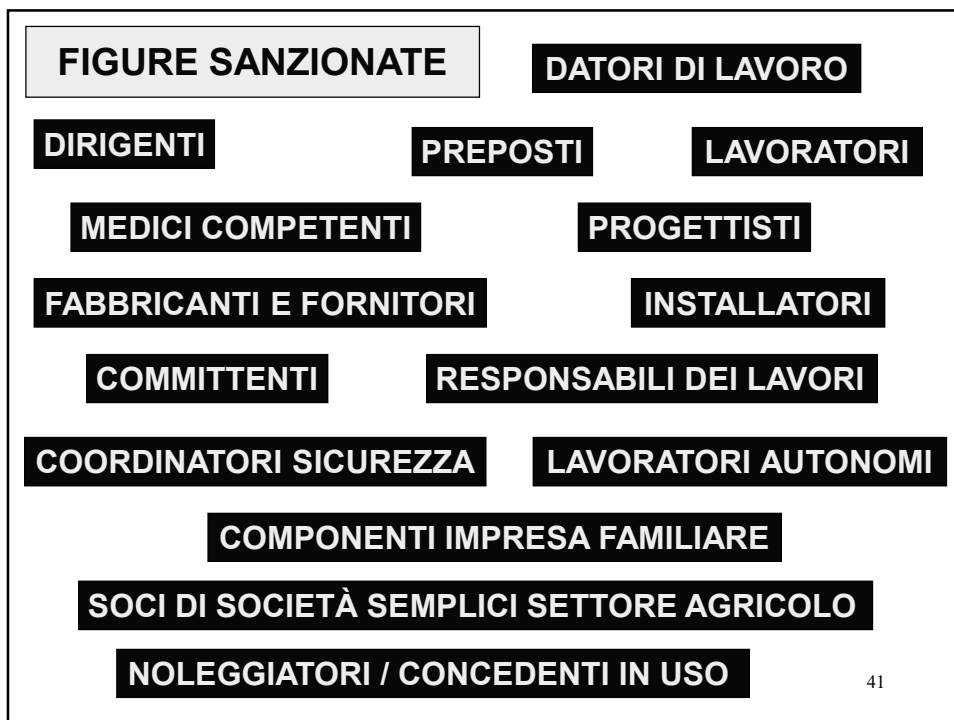 FIGURE SANZIONATE
DATORI DI LAVORO
DIRIGENTI
PREPOSTI
LAVORATORI
MEDICI COMPETENTI
PROGETTISTI
FABBRICANTI E FORNITORI
INSTALLATORI
COMMITTENTI
RESPONSABILI DEI LAVORI
COORDINATORI SICUREZZA
LAVORATORI AUTONOMI
COMPONENTI IMPRESA FAMILIARE
SOCI DI SOCIETÀ SEMPLICI SETTORE AGRICOLO
NOLEGGIATORI / CONCEDENTI IN USO
41